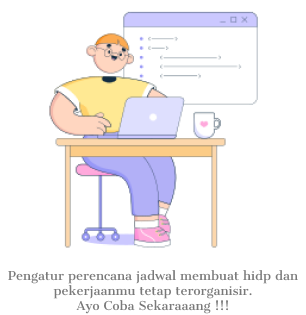 Pengatur perencana jadwal membuat hidp dan
pekerjaanmu tetap terorganisir.
Ayo Coba Sekaraaang !!!